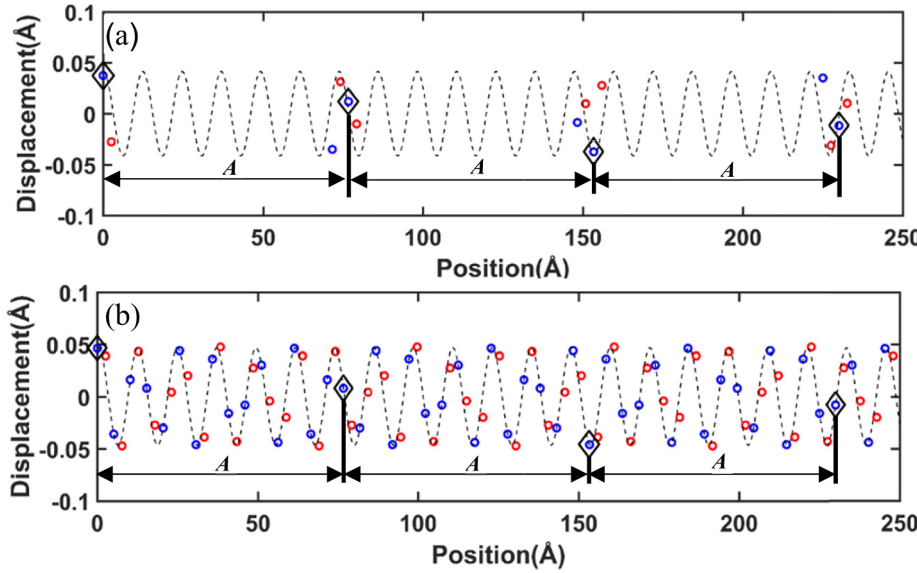 (a)
Displacement(Å)
0.1
0.05
0
-0.05
-0.1
A A A
0 50 100 150 200 250
Position(Å)
(b)
Displacement(Å)
0.1
0.05
0
-0.05
-0.1
A A A
0 50 100 150 200 250
Position(Å)